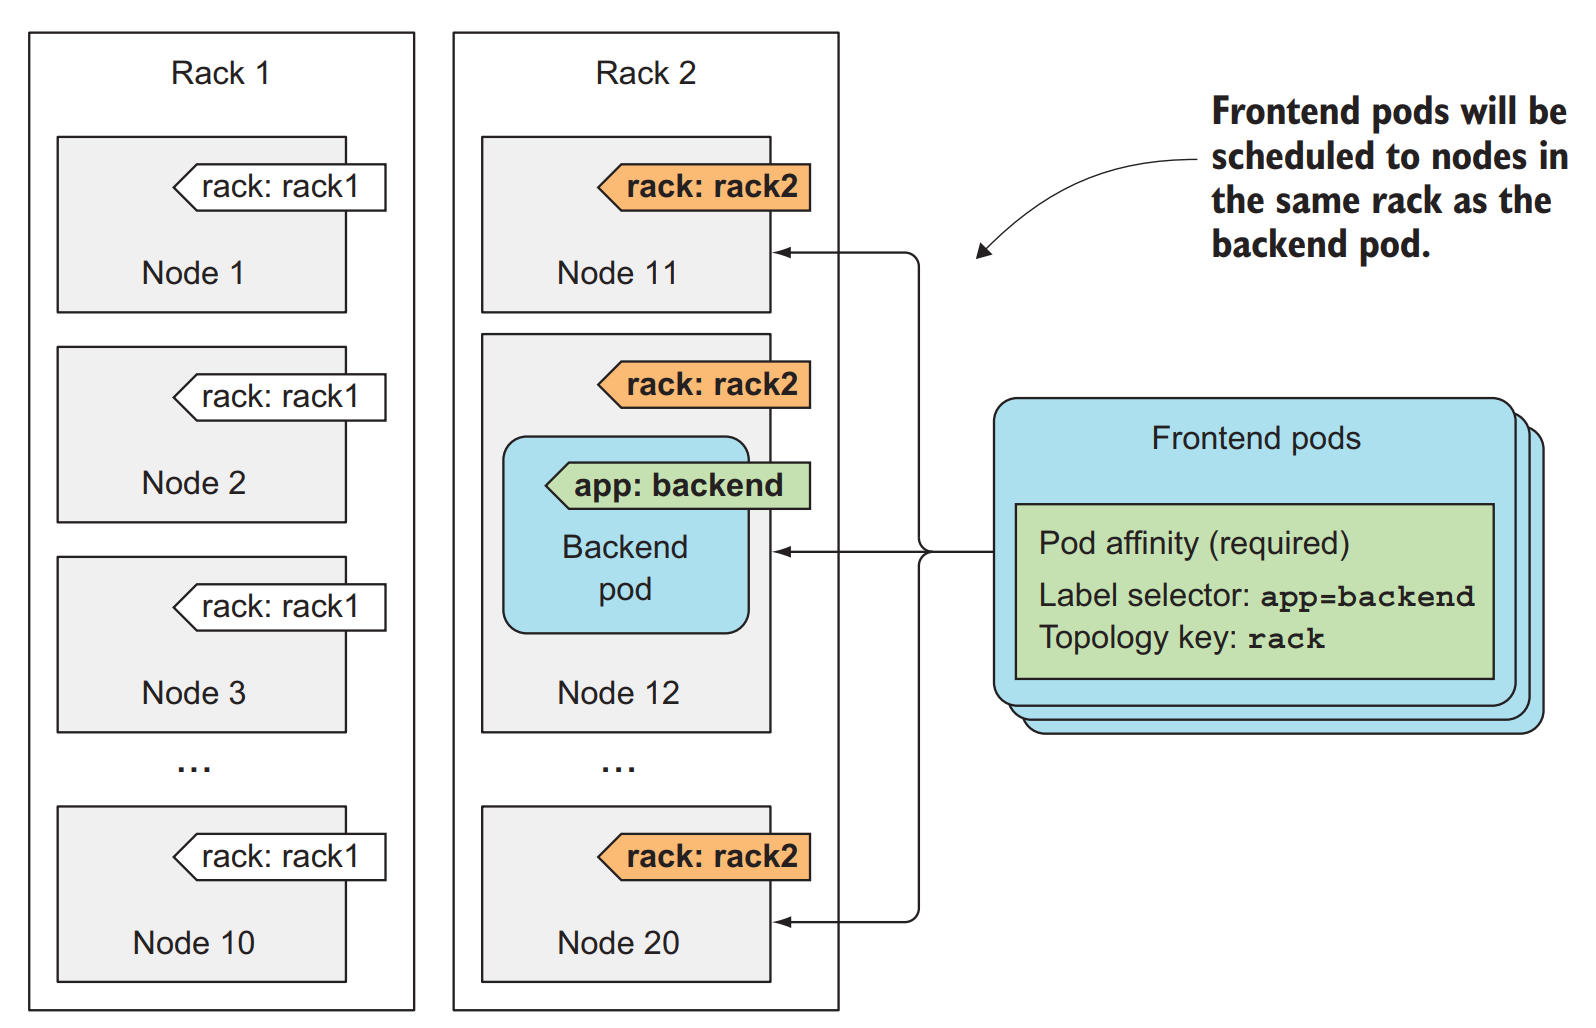 Rack 1
rack: rack1
Node 1
rack: rack1
Node 2
rack: rack1
Node 3
...
rack: rack1
Node 10
Rack 2
rack: rack2
Node 11
rack: rack2
app: backend
Backend
pod
Node 12
...
rack: rack2
Node 20
Frontend pods will be
scheduled to nodes in
the same rack as the
backend pod.
Frontend pods
Pod affinity (required)
Label selector: app=backend
Topology key: rack